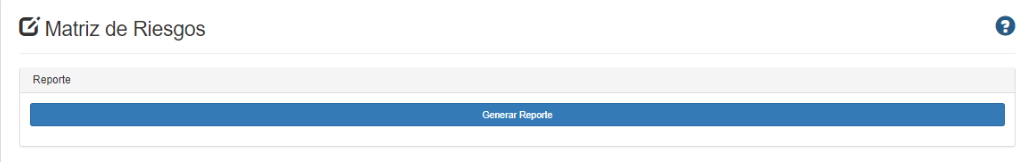 Matriz de Riesgos
?
Reporte
Generar Reporte